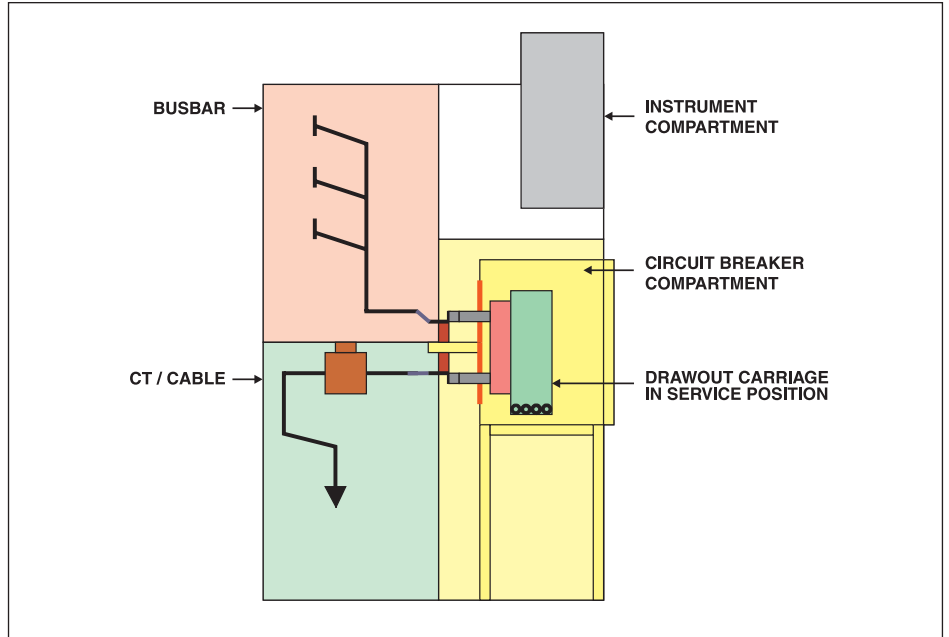 BUSBAR
INSTRUMENT
COMPARTMENT
CIRCUIT BREAKER
COMPARTMENT
CT / CABLE
DRAWOUT CARRIAGE
IN SERVICE POSITION